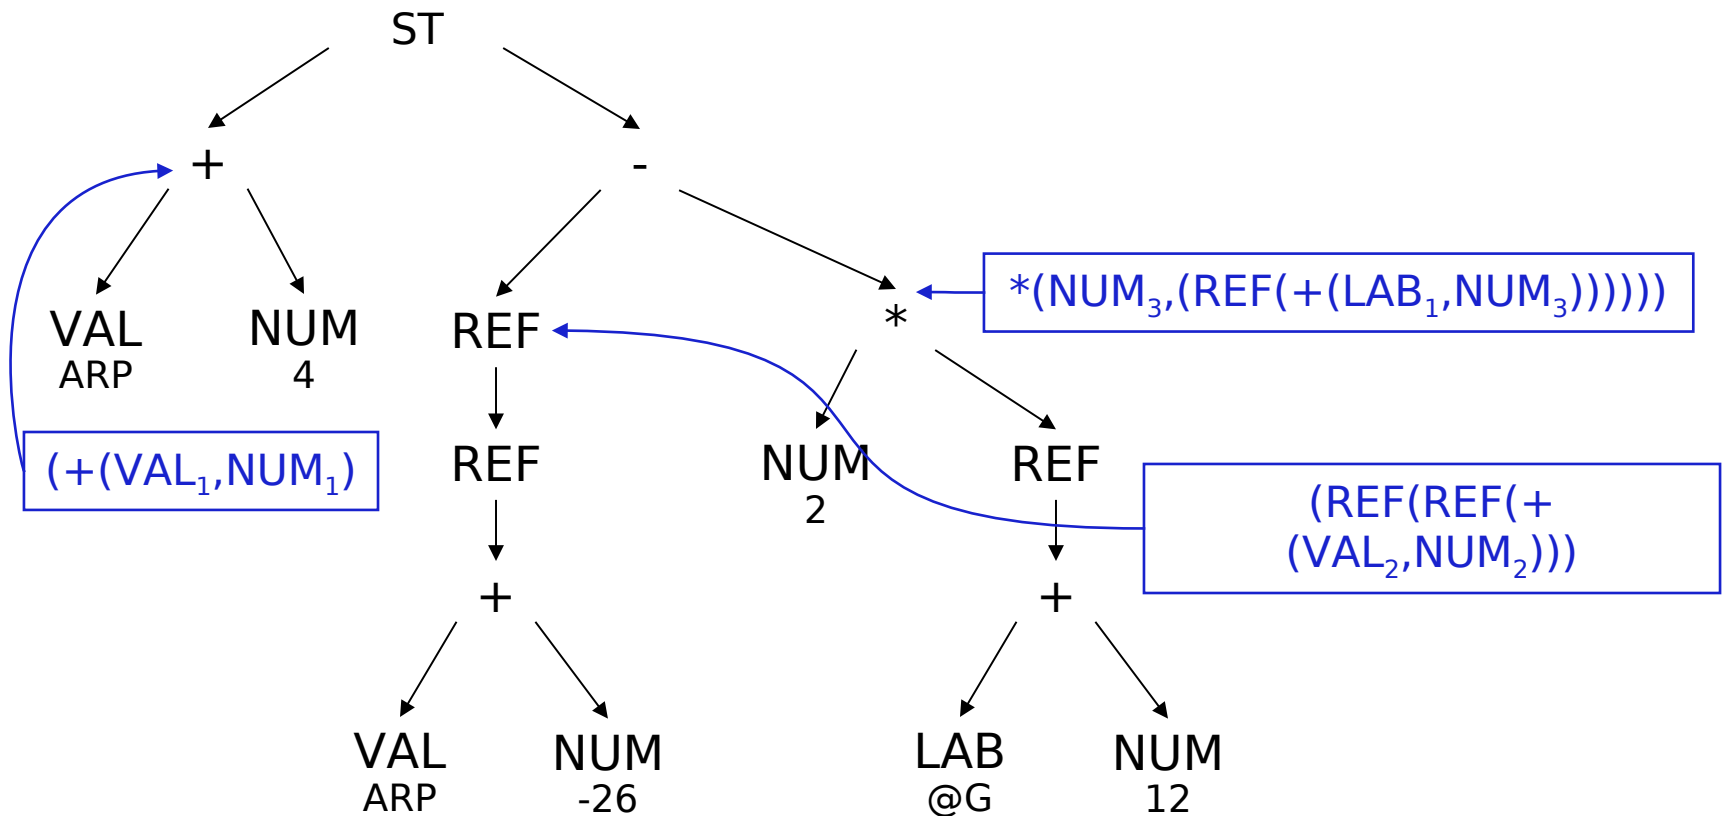 ST
+
-
VAL
ARP
NUM
4
REF
*
*(NUM₃,(REF(+(LAB₁,NUM₃))))))
(+(VAL₁,NUM₁)
REF
NUM
2
REF
(REF(REF(+
(VAL₂,NUM₂)))
+
+
VAL
ARP
NUM
-26
LAB
@G
NUM
12